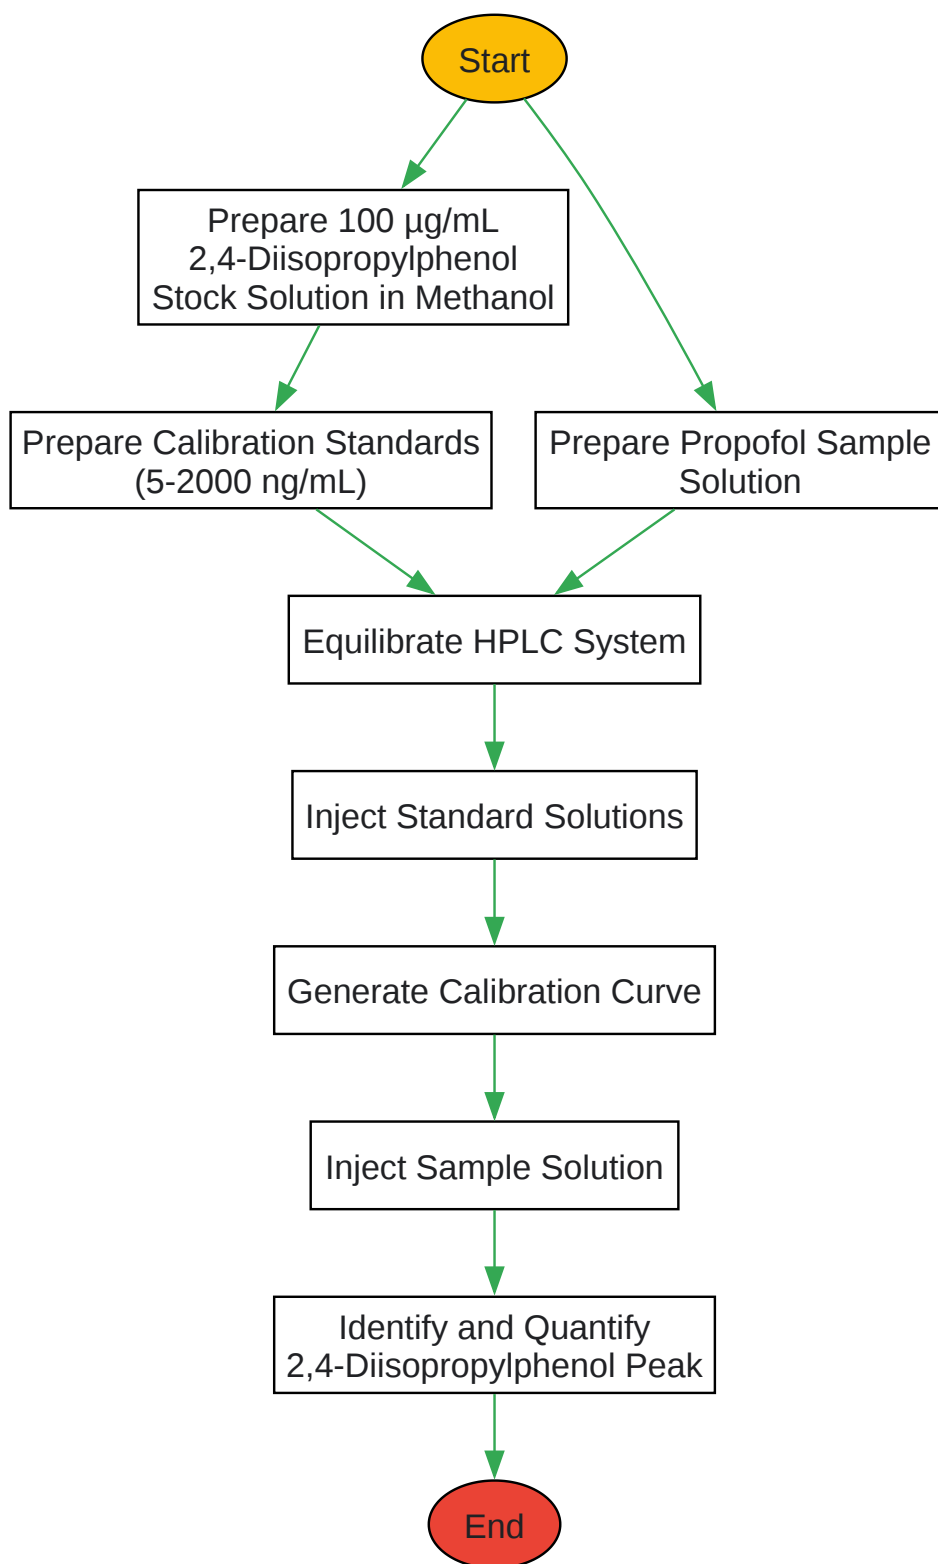 Start
Prepare 100 µg/mL
2,4-Diisopropylphenol
Stock Solution in Methanol
Prepare Calibration Standards
(5-2000 ng/mL)
Prepare Propofol Sample
Solution
Equilibrate HPLC System
Inject Standard Solutions
Generate Calibration Curve
Inject Sample Solution
Identify and Quantify
2,4-Diisopropylphenol Peak
End